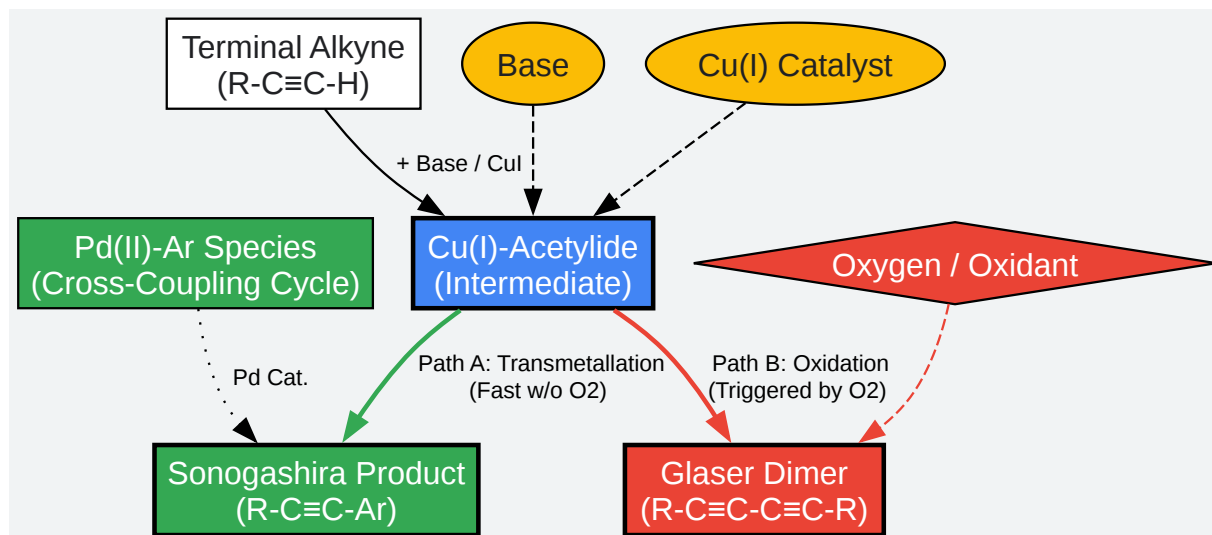 Terminal Alkyne
(R-C≡C-H)
Base
Cu(I) Catalyst
+ Base / CuI
Pd(II)-Ar Species
(Cross-Coupling Cycle)
Cu(I)-Acetylide
(Intermediate)
Oxygen / Oxidant
Pd Cat.
Path A: Transmetallation
(Fast w/o O2)
Path B: Oxidation
(Triggered by O2)
Sonogashira Product
(R-C≡C-Ar)
Glaser Dimer
(R-C≡C-C≡C-R)